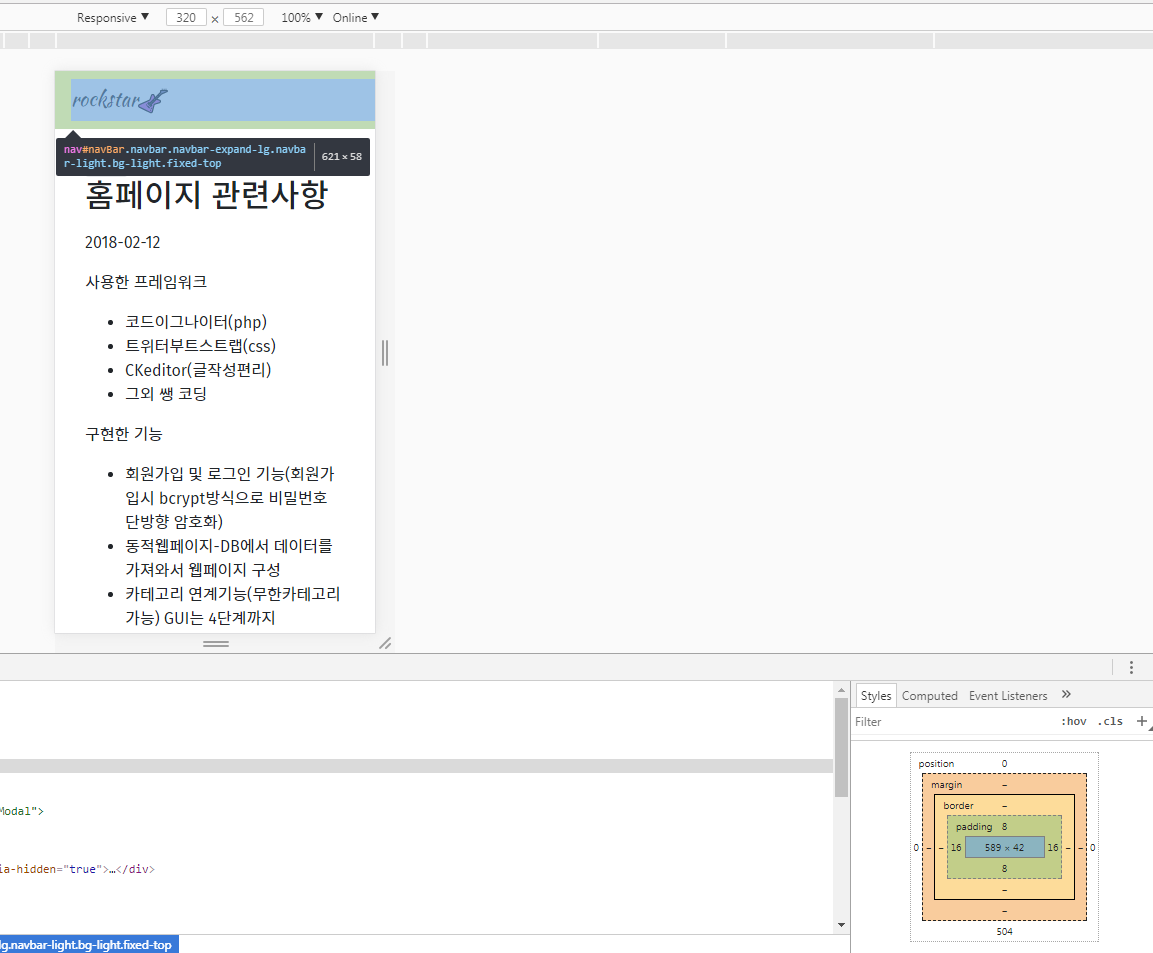 Responsive ▼ 320 × 562 100% ▼ Online ▼
rockstar
nav#navBar.navbar.navbar-expand-lg.navba
r-light.bg-light.fixed-top
621 × 58
홈페이지 관련사항
2018-02-12
사용한 프레임워크
• 코드이그나이터(php)
• 트위터부트스트랩(css)
• CKeditor(글작성편리)
• 그외 쌩 코딩
구현한 기능
• 회원가입 및 로그인 기능(회원가
입시 bcrypt방식으로 비밀번호
단방향 암호화)
• 동적웹페이지-DB에서 데이터를
가져와서 웹페이지 구성
• 카테고리 연계기능(무한카테고리
가능) GUI는 4단계까지
Modal">
ia-hidden="true">…</div>
lg.navbar-light.bg-light.fixed-top
Styles Computed Event Listeners »
Filter :hov .cls +
position 0
margin –
border –
padding 8
0 – – 16 589 × 42 16 – – 0
8
–
–
504